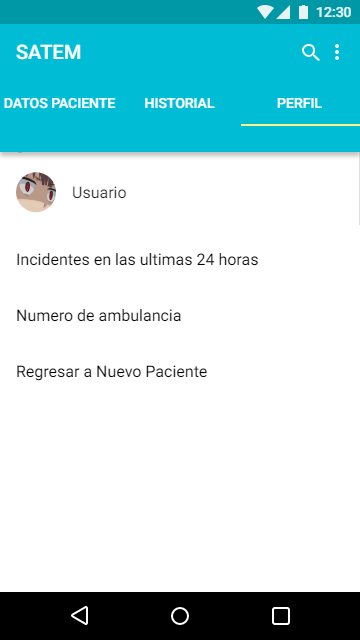 12:30
SATEM
DATOS PACIENTE HISTORIAL PERFIL
Usuario
Incidentes en las ultimas 24 horas
Numero de ambulancia
Regresar a Nuevo Paciente